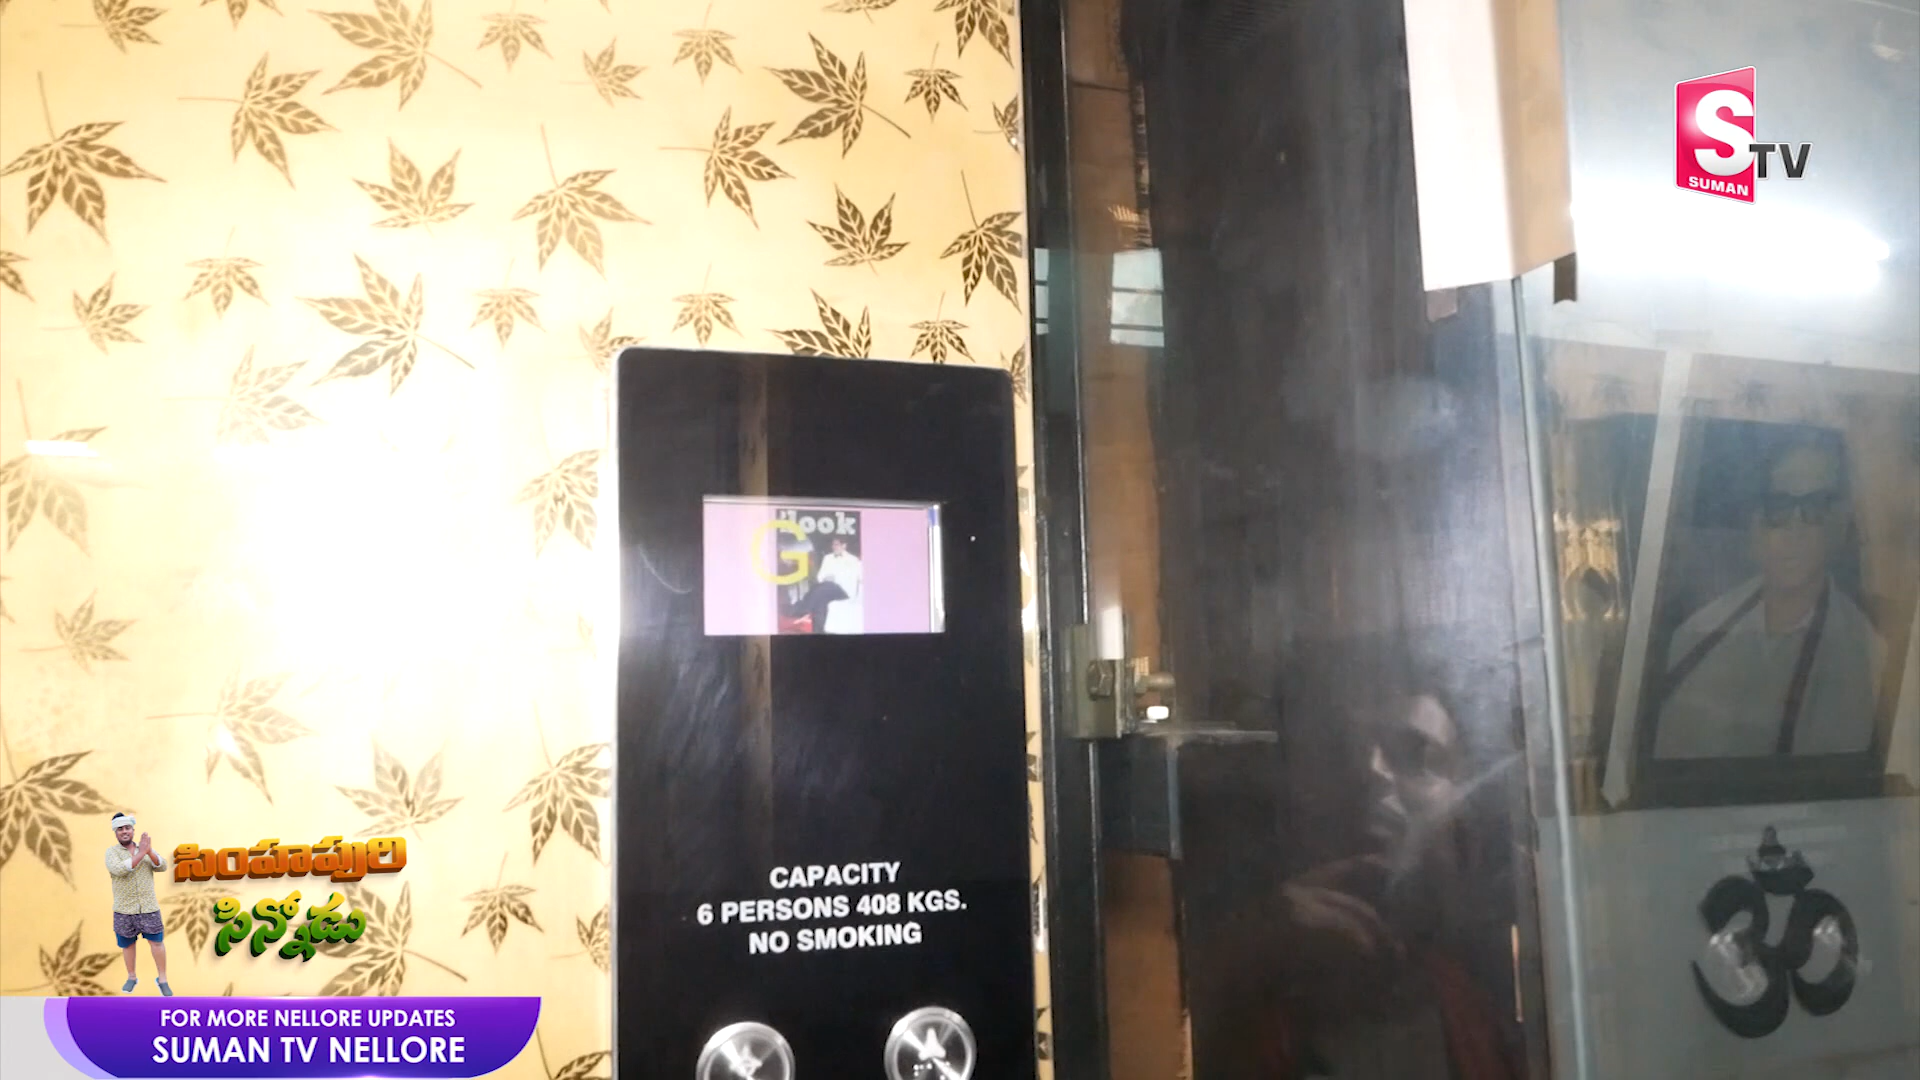 S TV
SUMAN
look
G
CAPACITY
6 PERSONS 408 KGS.
NO SMOKING
ॐ
సింహపురి
సిన్నోడు
FOR MORE NELLORE UPDATES
SUMAN TV NELLORE